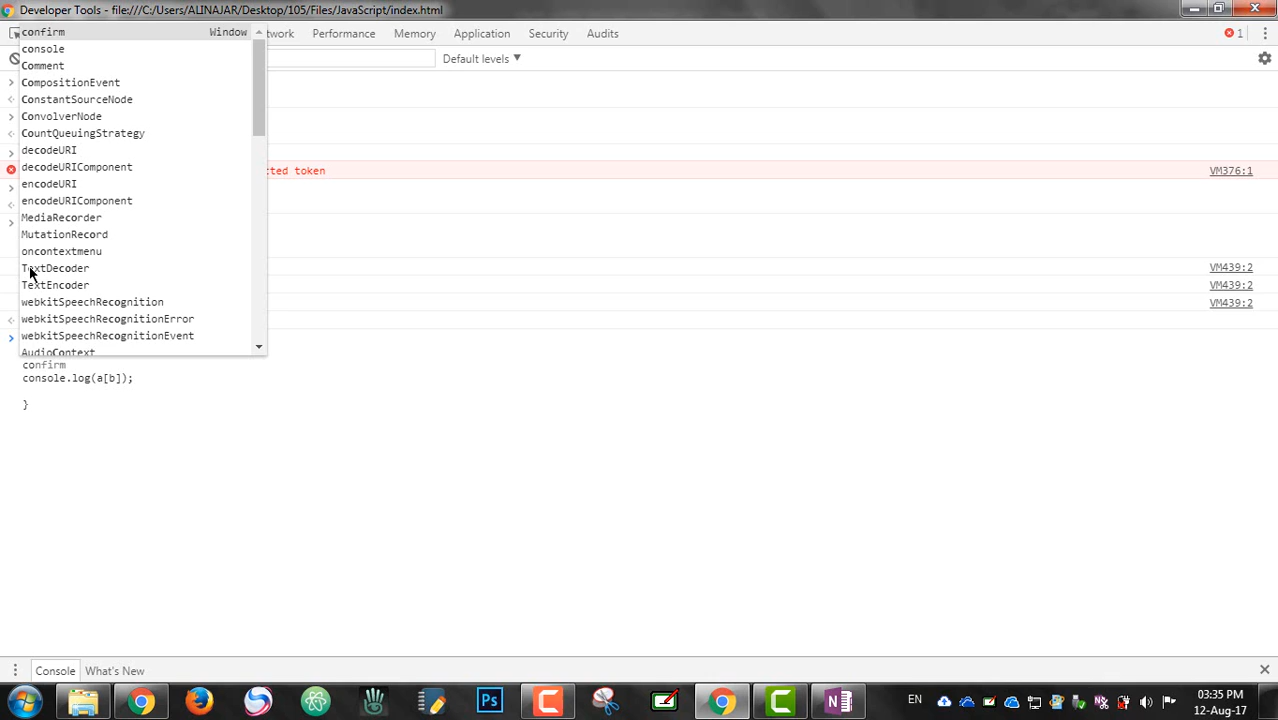 Developer Tools - file:///C:/Users/ALINAJAR/Desktop/105/Files/JavaScript/index.html
twork Performance Memory Application Security Audits 1
Default levels ▼
confirm Window
console
Comment
CompositionEvent
ConstantSourceNode
ConvolverNode
CountQueuingStrategy
decodeURI
decodeURIComponent
encodeURI
encodeURIComponent
MediaRecorder
MutationRecord
oncontextmenu
TextDecoder
TextEncoder
webkitSpeechRecognition
webkitSpeechRecognitionError
webkitSpeechRecognitionEvent
AudioContext
cted token VM376:1
VM439:2
VM439:2
VM439:2
confirm
console.log(a[b]);
}
Console What's New
Ps N EN 03:35 PM
12-Aug-17